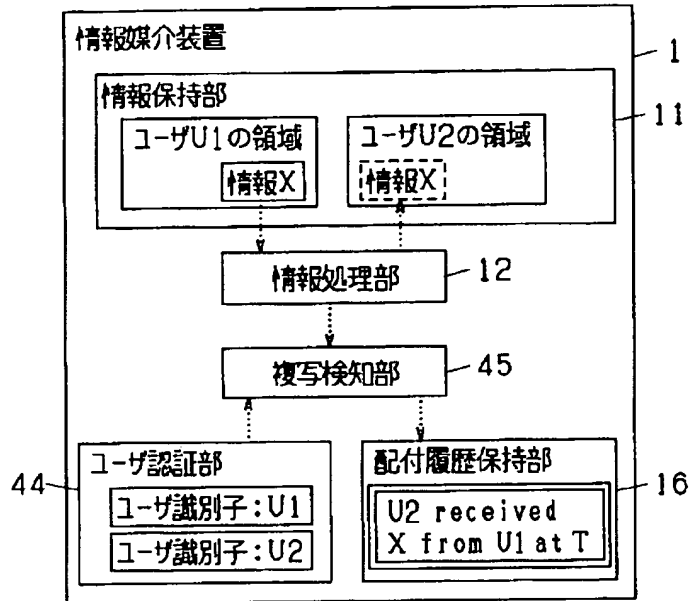 情報媒介装置
1
情報保持部
11
ユーザU1の領域
ユーザU2の領域
情報X
情報X
情報処理部
12
複写検知部
45
ユーザ認証部
配付履歴保持部
44
16
ユーザ識別子:U1
ユーザ識別子:U2
U2 received
X from U1 at T